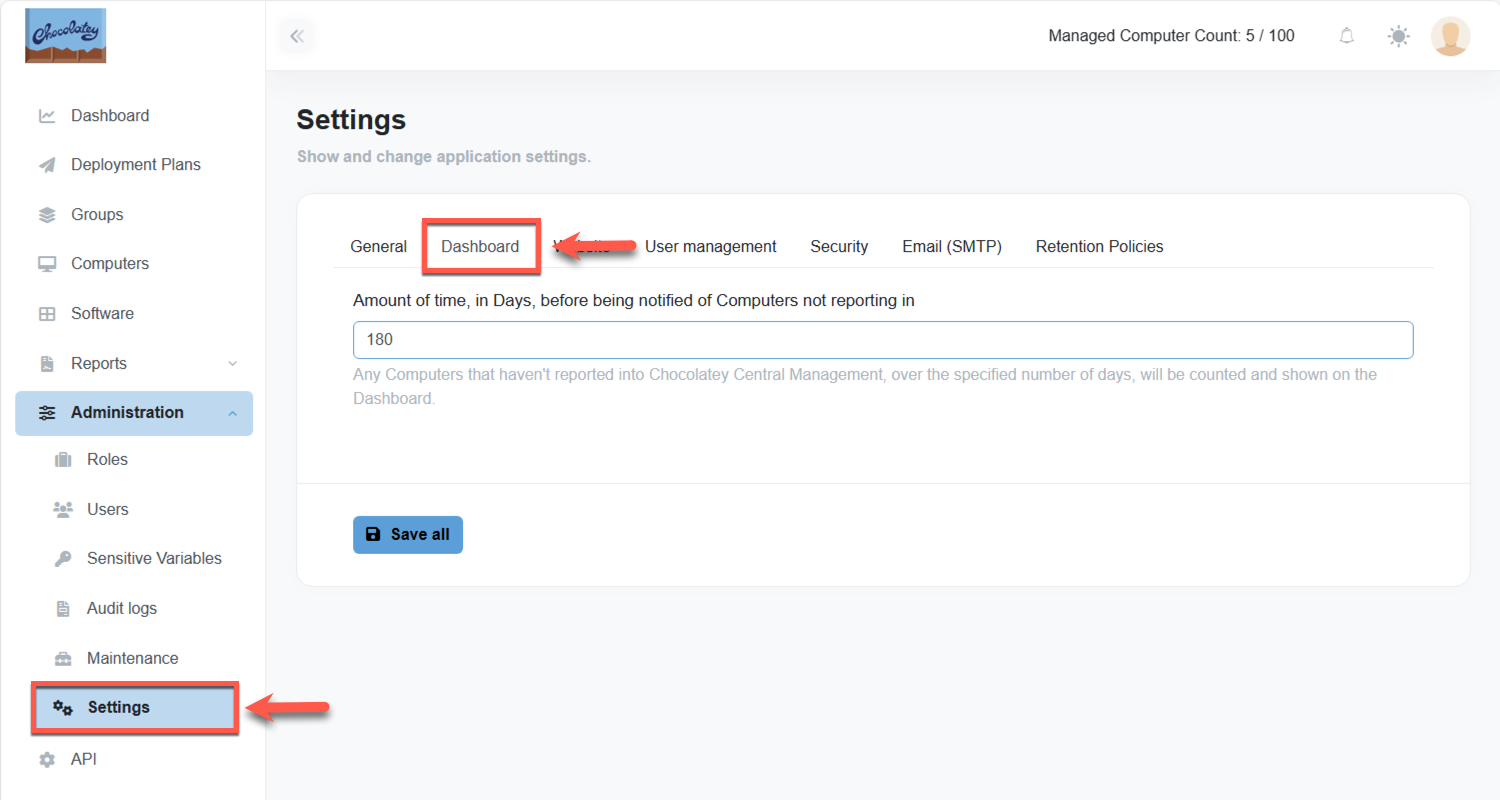 Chocolatey
Managed Computer Count: 5 / 100
Dashboard
Deployment Plans
Groups
Computers
Software
Reports
Administration
Roles
Users
Sensitive Variables
Audit logs
Maintenance
Settings
API
Settings
Show and change application settings.
General
Dashboard
User management
Security
Email (SMTP)
Retention Policies
Amount of time, in Days, before being notified of Computers not reporting in
180
Any Computers that haven't reported into Chocolatey Central Management, over the specified number of days, will be counted and shown on the
Dashboard.
Save all